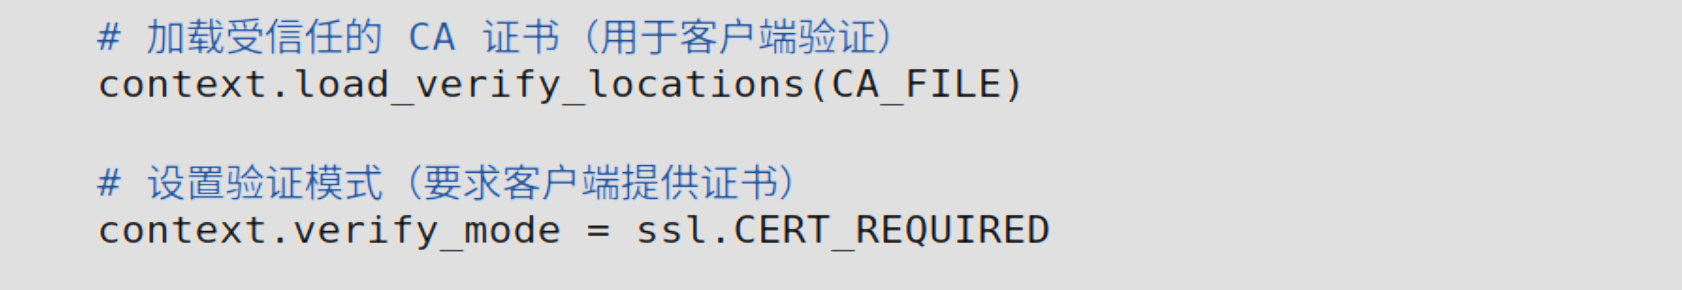 # 加载受信任的 CA 证书（用于客户端验证）
context.load_verify_locations(CA_FILE)
# 设置验证模式（要求客户端提供证书）
context.verify_mode = ssl.CERT_REQUIRED